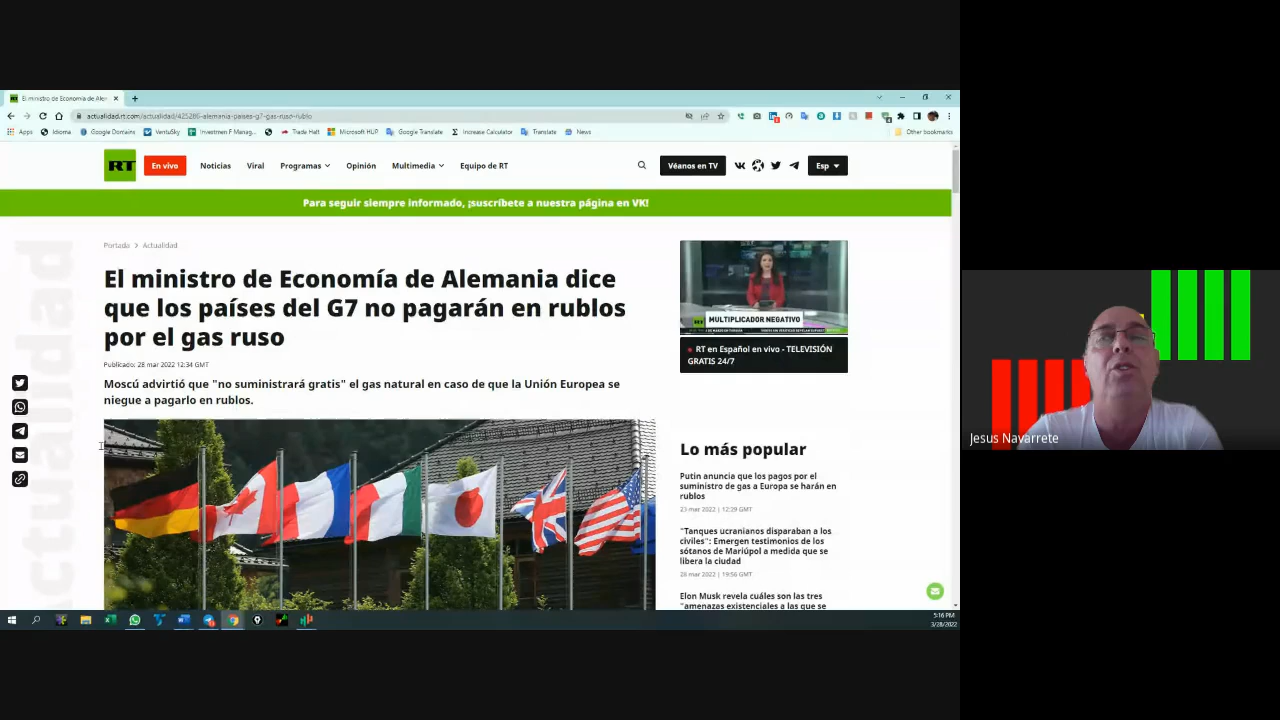 El ministro de Economía de Alem
actualidad.rt.com/actualidad/425286-alemania-paises-g7-gas-ruso-rublo
Apps Idioma Google Domains VentuSky Investmen F Manag... Trade Halt Microsoft HUP Google Translate Increase Calculator Translate News Other bookmarks
RT En vivo Noticias Viral Programas Opinión Multimedia Equipo de RT Véanos en TV Esp
Para seguir siempre informado, ¡suscríbete a nuestra página en VK!
Portada > Actualidad
El ministro de Economía de Alemania dice
que los países del G7 no pagarán en rublos
por el gas ruso
Publicado: 28 mar 2022 12:34 GMT
Moscú advirtió que "no suministrará gratis" el gas natural en caso de que la Unión Europea se
niegue a pagarlo en rublos.
actualidad
MULTIPLICADOR NEGATIVO
RT en Español en vivo - TELEVISIÓN
GRATIS 24/7
Lo más popular
Putin anuncia que los pagos por el
suministro de gas a Europa se harán en
rublos
23 mar 2022 | 12:29 GMT
"Tanques ucranianos disparaban a los
civiles": Emergen testimonios de los
sótanos de Mariúpol a medida que se
libera la ciudad
26 mar 2022 | 19:56 GMT
Elon Musk revela cuáles son las tres
"amenazas existenciales a las que se
5:16 PM
3/28/2022
Jesus Navarrete